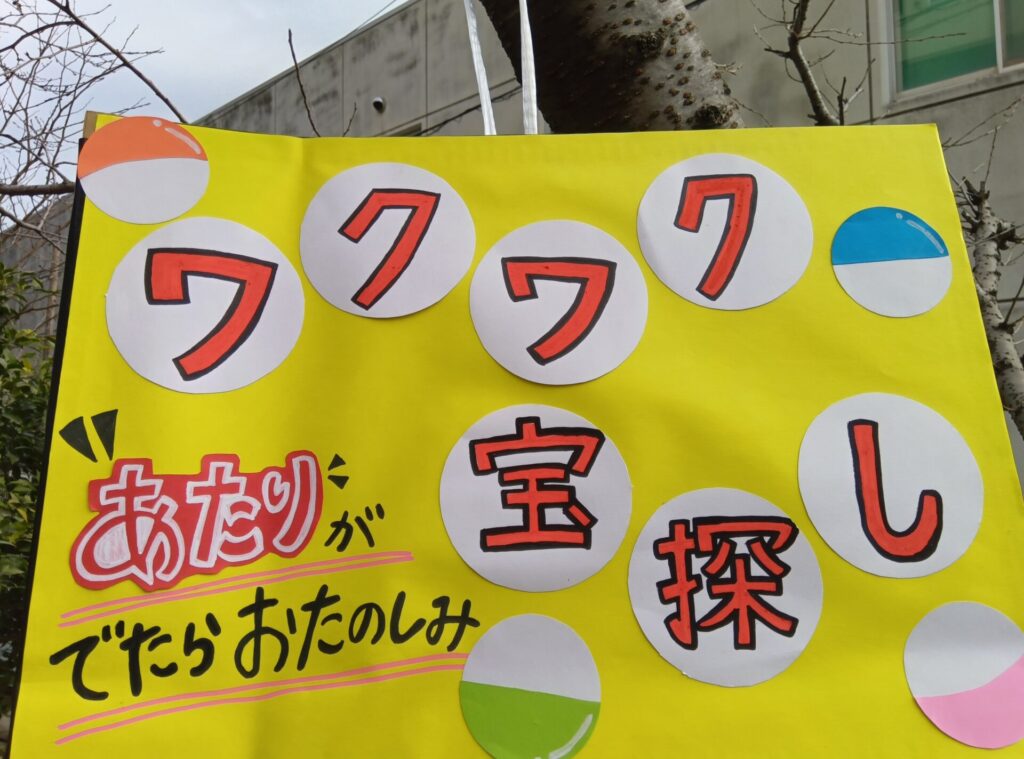 ワクワク
宝探し
あたりが
でたらおたのしみ